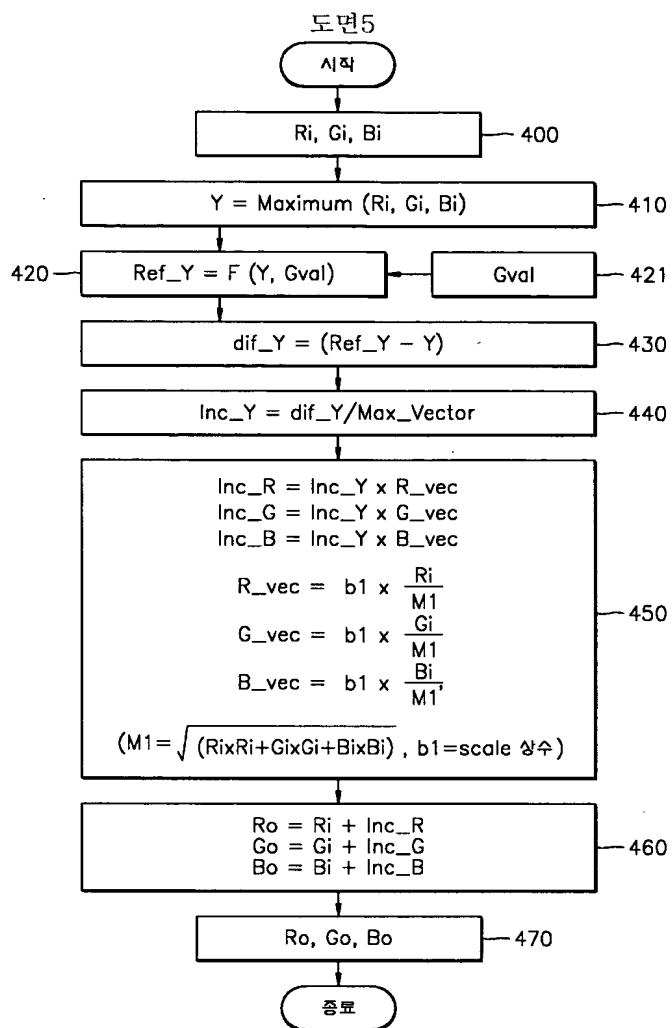 도면5
시작
Ri, Gi, Bi
400
Y = Maximum (Ri, Gi, Bi)
410
420
Ref_Y = F (Y, Gval)
Gval
421
dif_Y = (Ref_Y - Y)
430
Inc_Y = dif_Y/Max_Vector
440
Inc_R = Inc_Y x R_vec
Inc_G = Inc_Y x G_vec
Inc_B = Inc_Y x B_vec
R_vec = b1 x Ri/M1
G_vec = b1 x Gi/M1
B_vec = b1 x Bi/M1'
450
(M1=√(RixRi+GixGi+BixBi) , b1=scale 상수)
Ro = Ri + Inc_R
Go = Gi + Inc_G
Bo = Bi + Inc_B
460
Ro, Go, Bo
470
종료